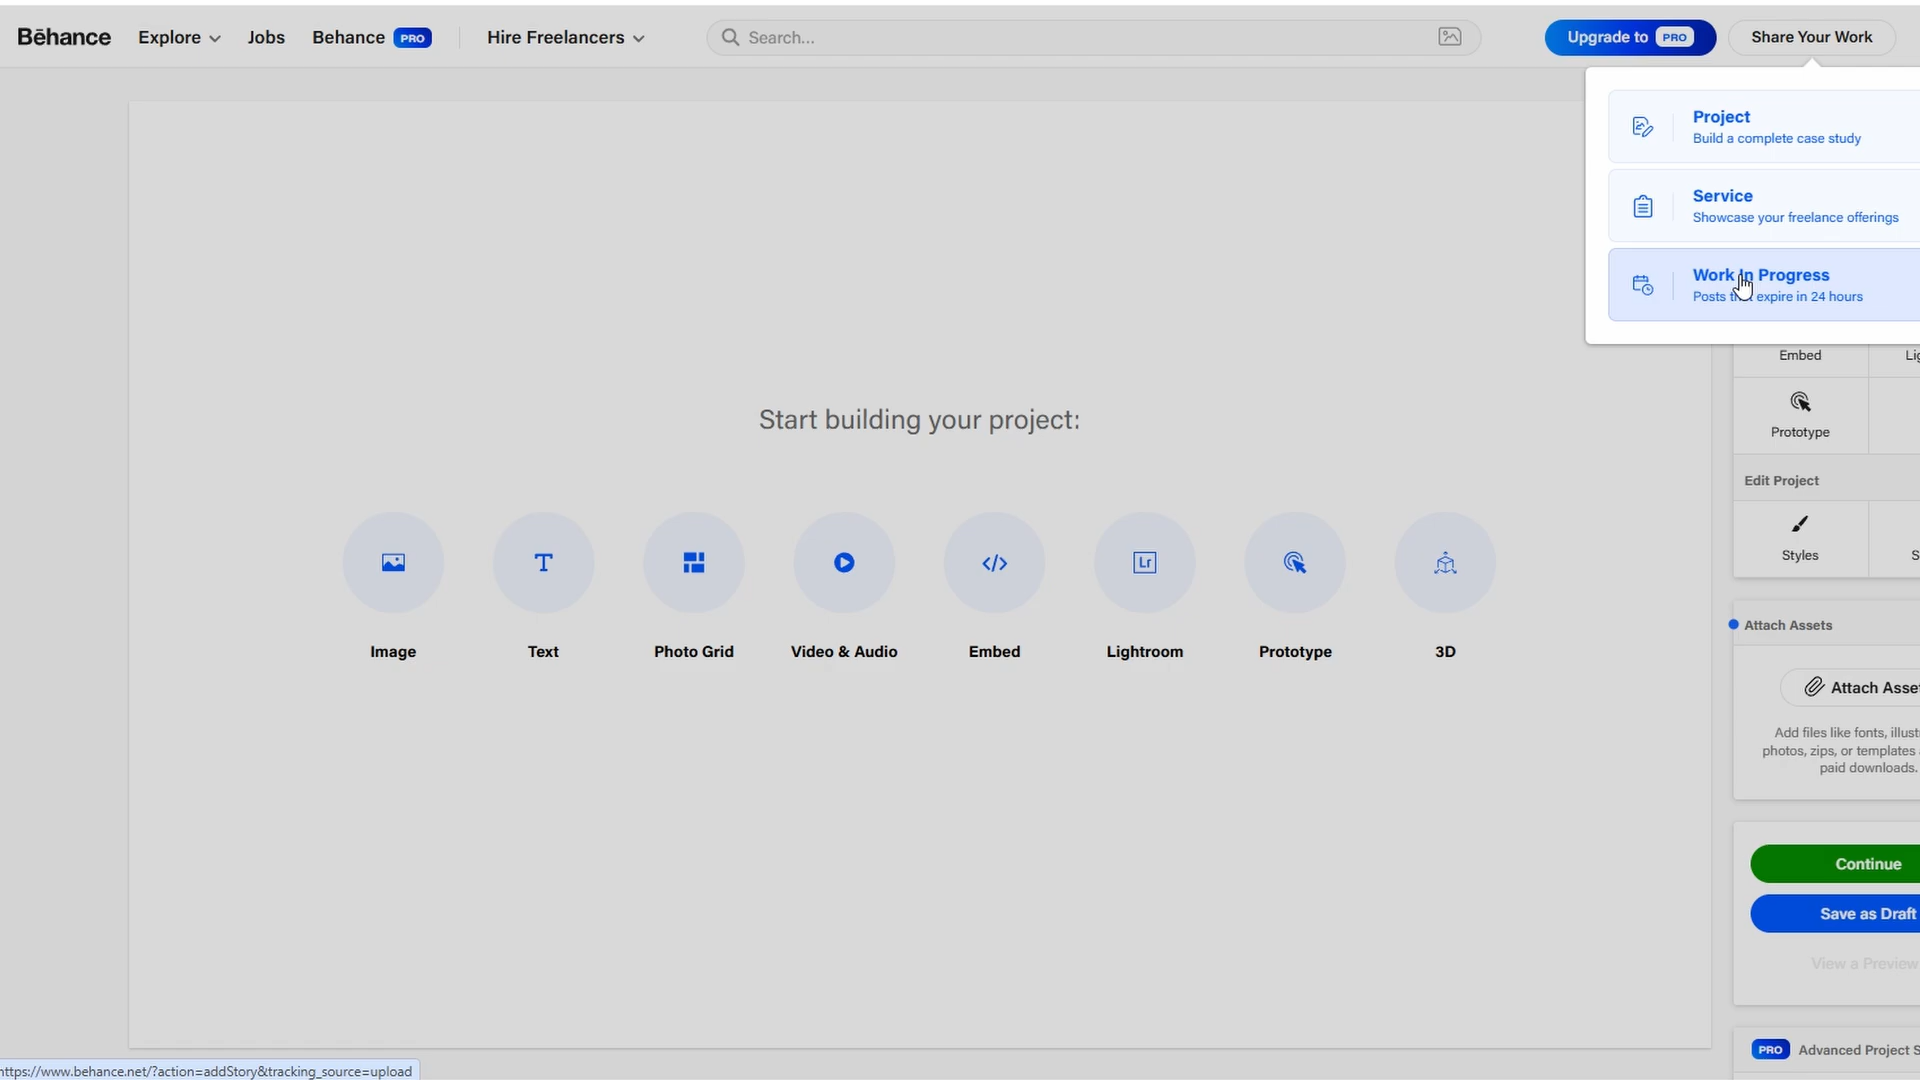 Bēhance
Explore
Jobs
Behance PRO
Hire Freelancers
Search...
Upgrade to PRO
Share Your Work
Project
Build a complete case study
Service
Showcase your freelance offerings
Work In Progress
Posts expire in 24 hours
Embed
Prototype
Edit Project
Styles
Start building your project:
Lr
Image
Text
Photo Grid
Video & Audio
Embed
Lightroom
Prototype
3D
Attach Assets
Attach Asse
Add files like fonts, illust
photos, zips, or templates
paid downloads.
Continue
Save as Draft
View a Preview
PRO Advanced Project S
https://www.behance.net/?action=addStory&tracking_source=upload